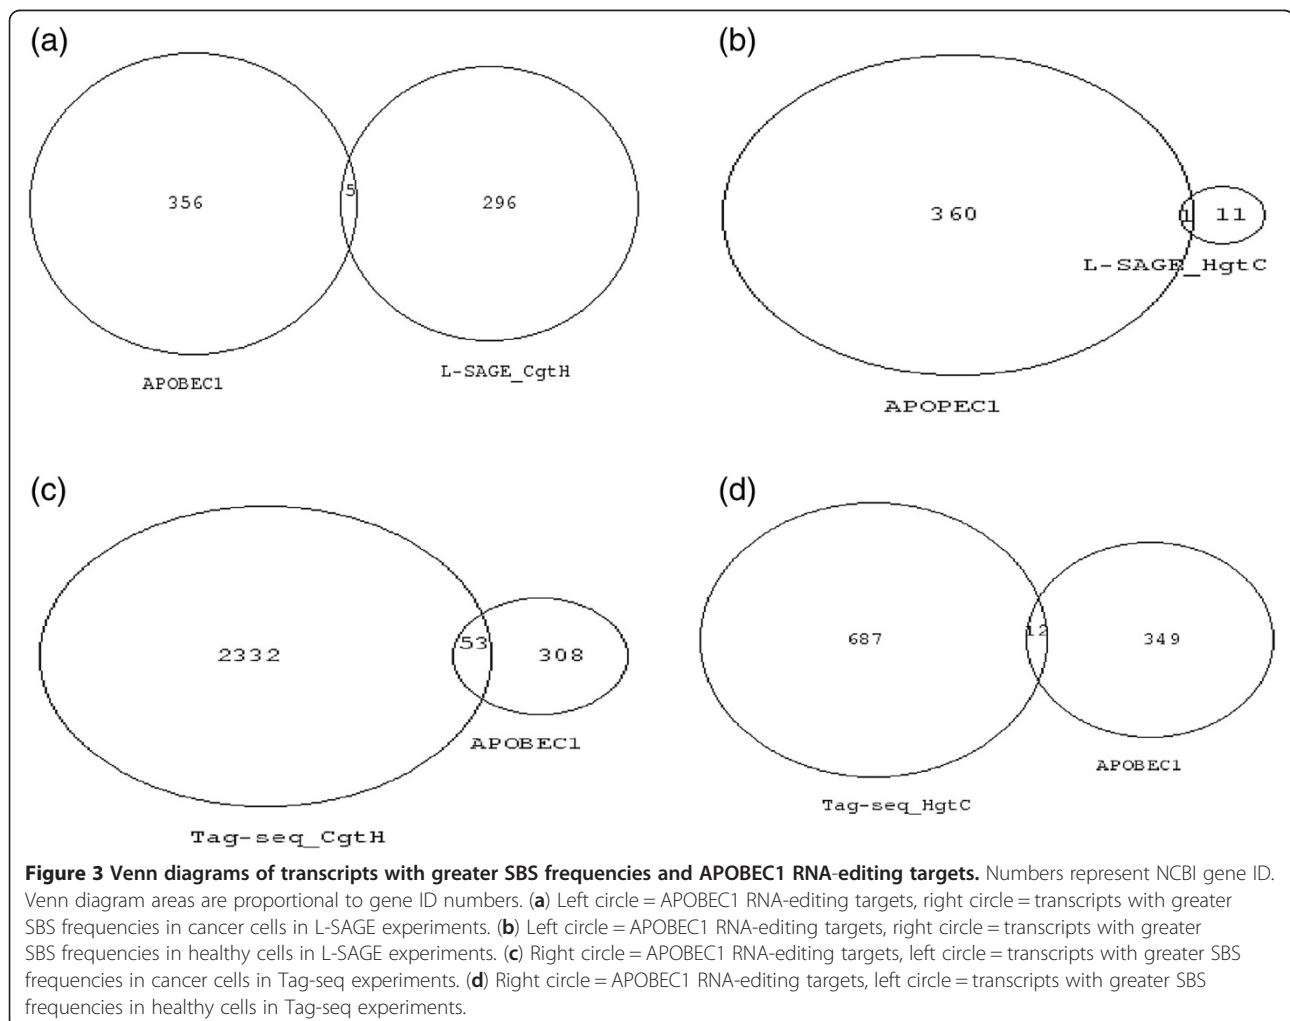 (a)
(b)
356
5
296
360
1
11
L-SAGE_HgtC
L-SAGE_CgtH
APOBEC1
APOPEC1
(c)
(d)
2332
53
308
687
12
349
APOBEC1
APOBEC1
Tag-seq_HgtC
Tag-seq_CgtH
Figure 3 Venn diagrams of transcripts with greater SBS frequencies and APOBEC1 RNA-editing targets. Numbers represent NCBI gene ID.
Venn diagram areas are proportional to gene ID numbers. (a) Left circle = APOBEC1 RNA-editing targets, right circle = transcripts with greater
SBS frequencies in cancer cells in L-SAGE experiments. (b) Left circle = APOBEC1 RNA-editing targets, right circle = transcripts with greater
SBS frequencies in healthy cells in L-SAGE experiments. (c) Right circle = APOBEC1 RNA-editing targets, left circle = transcripts with greater SBS
frequencies in cancer cells in Tag-seq experiments. (d) Right circle = APOBEC1 RNA-editing targets, left circle = transcripts with greater SBS
frequencies in healthy cells in Tag-seq experiments.